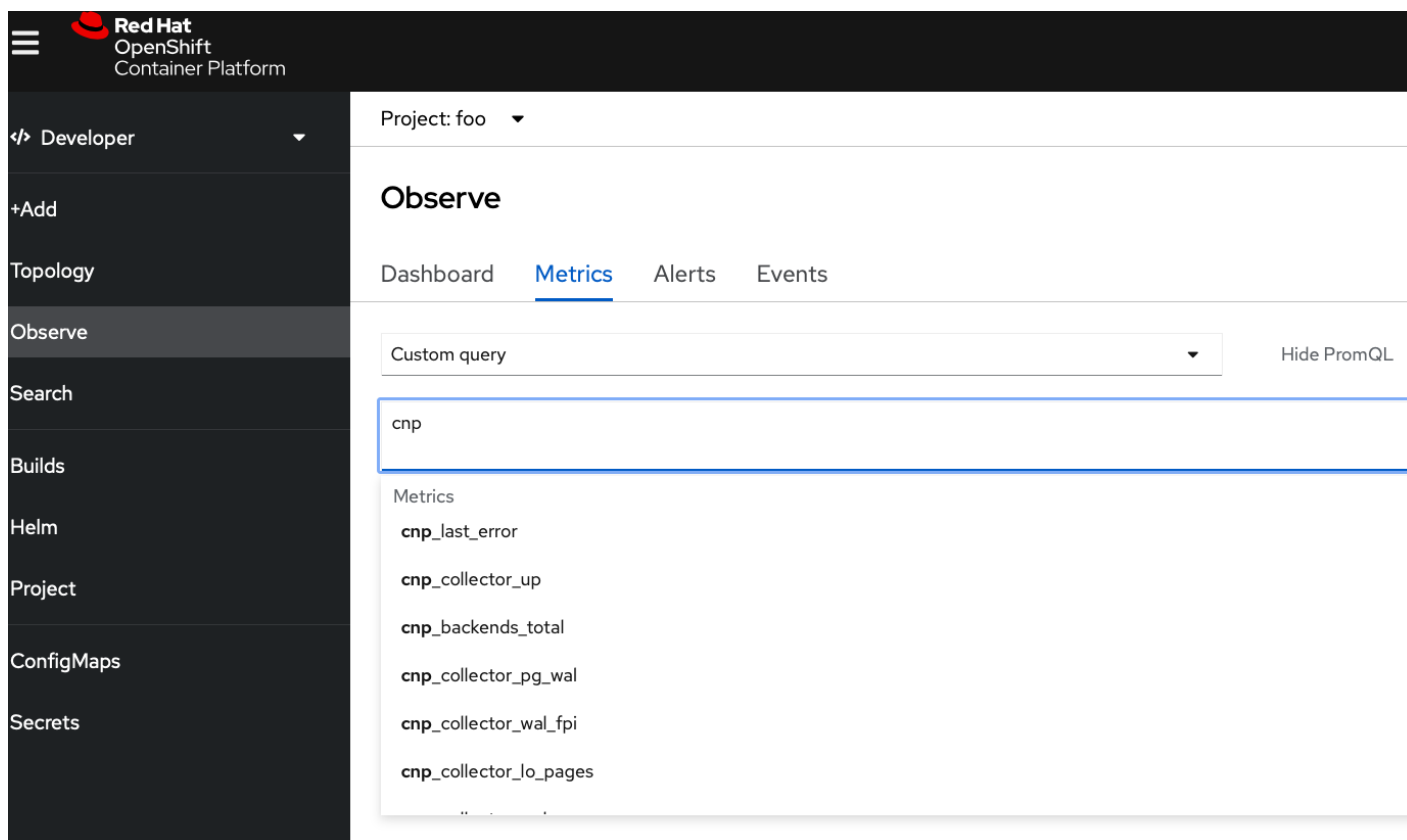 Red Hat
OpenShift
Container Platform
Developer
+Add
Topology
Observe
Search
Builds
Helm
Project
ConfigMaps
Secrets
Project: foo
Observe
Dashboard Metrics Alerts Events
Custom query
Hide PromQL
cnp
Metrics
cnp_last_error
cnp_collector_up
cnp_backends_total
cnp_collector_pg_wal
cnp_collector_wal_fpi
cnp_collector_lo_pages